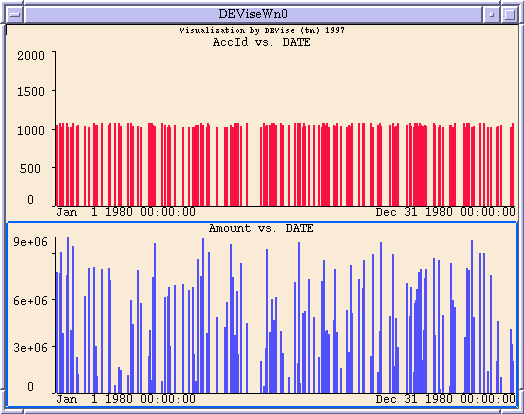 DEViseWn0
Visualization by DEVise (tm) 1997
AccId vs. DATE
2000
1500
1000
500
0
Jan 1 1980 00:00:00 Dec 31 1980 00:00:00
Amount vs. DATE
9e+06
6e+06
3e+06
0
Jan 1 1980 00:00:00 Dec 31 1980 00:00:00